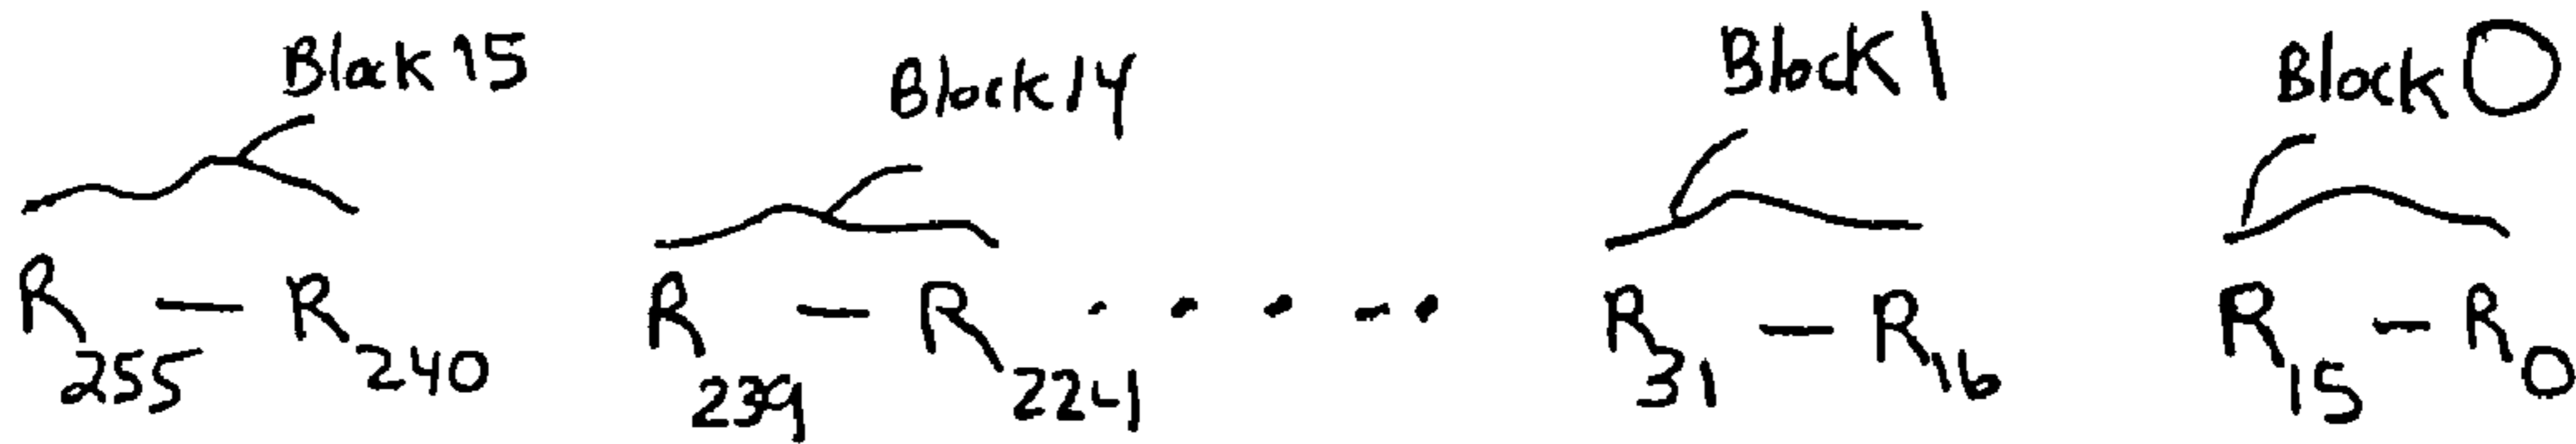 Block 15 Block 14 Block 1 Block 0
R255 - R240 R239 - R224 ..... R31 - R16 R15 - R0